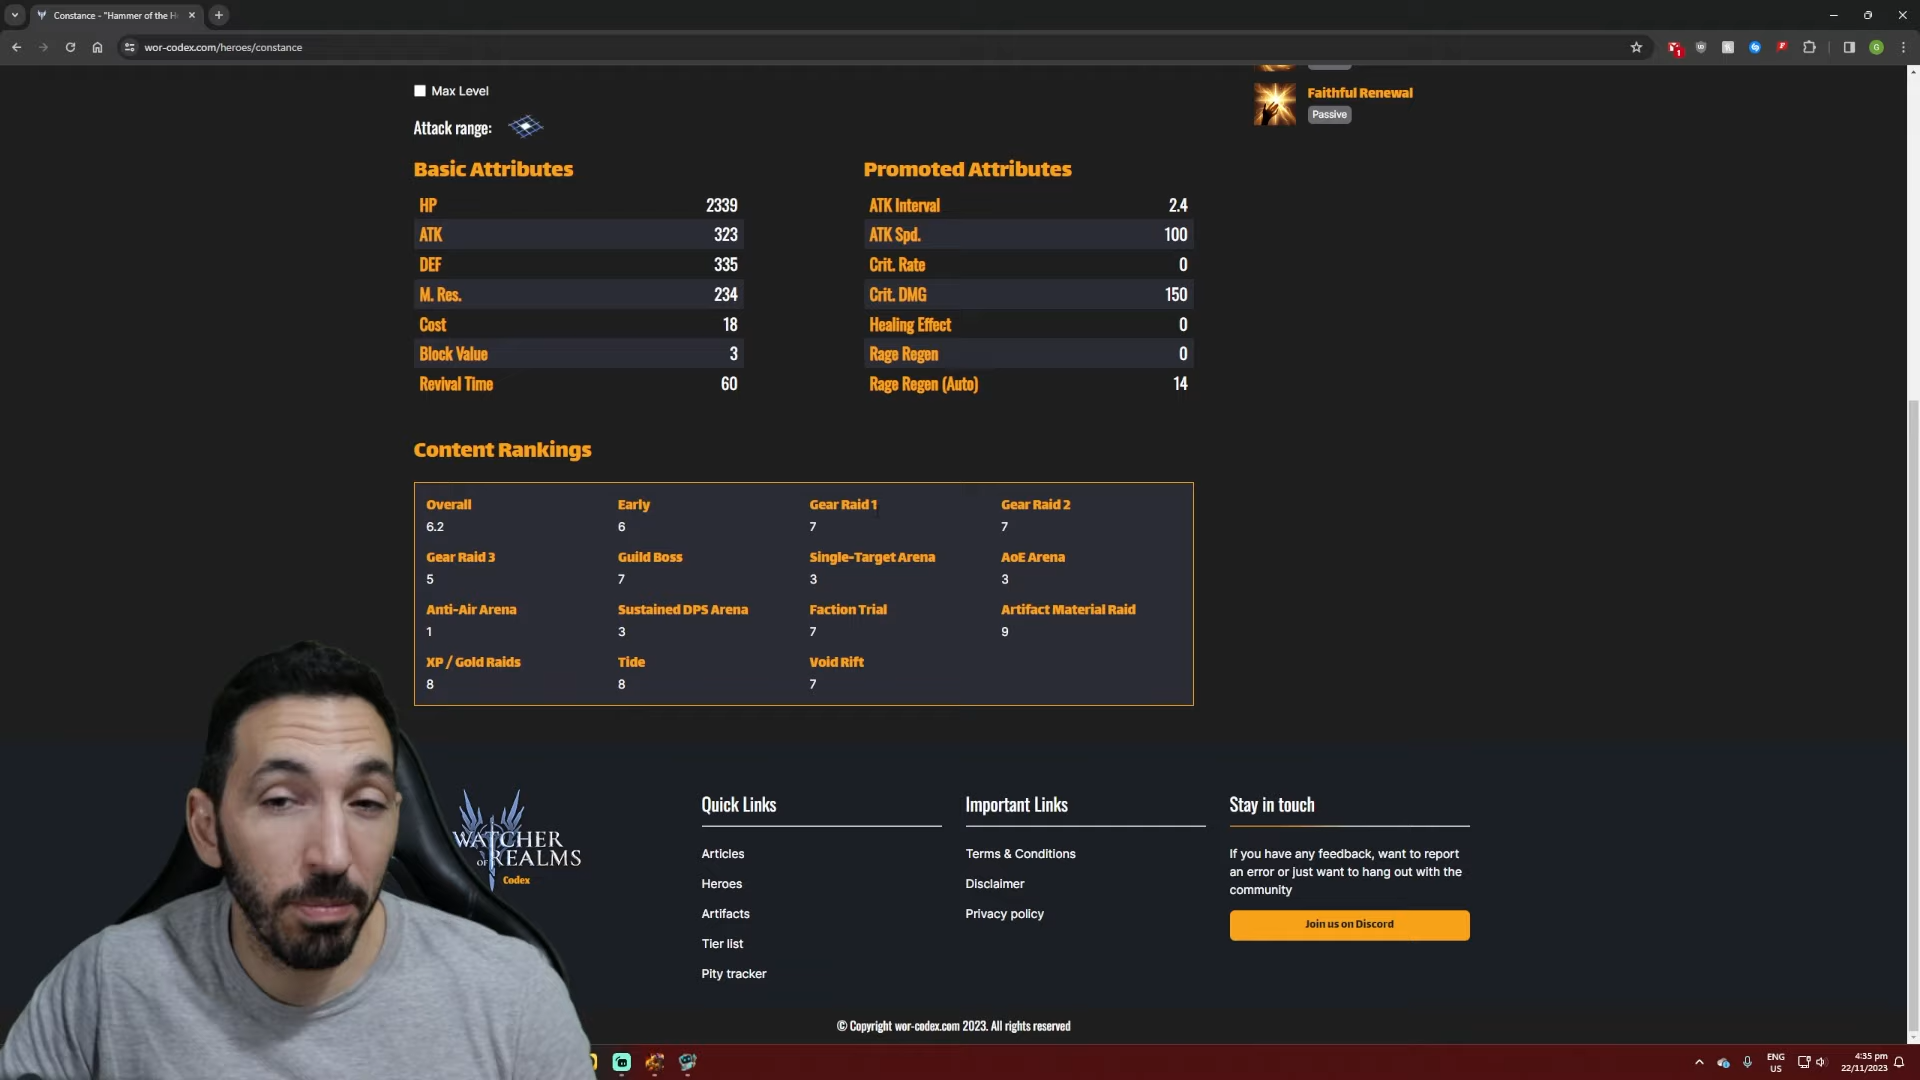 Constance - "Hammer of the H
wor-codex.com/heroes/constance
1
G
Max Level
Attack range:
Faithful Renewal
Passive
Basic Attributes
HP 2339
ATK 323
DEF 335
M. Res. 234
Cost 18
Block Value 3
Revival Time 60
Promoted Attributes
ATK Interval 2.4
ATK Spd. 100
Crit. Rate 0
Crit. DMG 150
Healing Effect 0
Rage Regen 0
Rage Regen (Auto) 14
Content Rankings
Overall Early Gear Raid 1 Gear Raid 2
6.2 6 7 7
Gear Raid 3 Guild Boss Single-Target Arena AoE Arena
5 7 3 3
Anti-Air Arena Sustained DPS Arena Faction Trial Artifact Material Raid
1 3 7 9
XP / Gold Raids Tide Void Rift
8 8 7
WATCHER
OF REALMS
Codex
Quick Links
Articles
Heroes
Artifacts
Tier list
Pity tracker
Important Links
Terms & Conditions
Disclaimer
Privacy policy
Stay in touch
If you have any feedback, want to report
an error or just want to hang out with the
community
Join us on Discord
© Copyright wor-codex.com 2023. All rights reserved
ENG
US
4:35 pm
22/11/2023